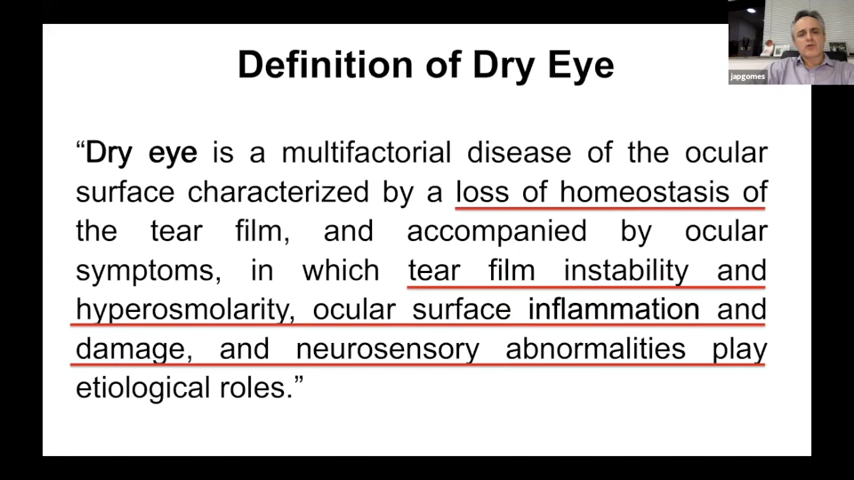 Definition of Dry Eye
japgomes
“Dry eye is a multifactorial disease of the ocular
surface characterized by a loss of homeostasis of
the tear film, and accompanied by ocular
symptoms, in which tear film instability and
hyperosmolarity, ocular surface inflammation and
damage, and neurosensory abnormalities play
etiological roles.”